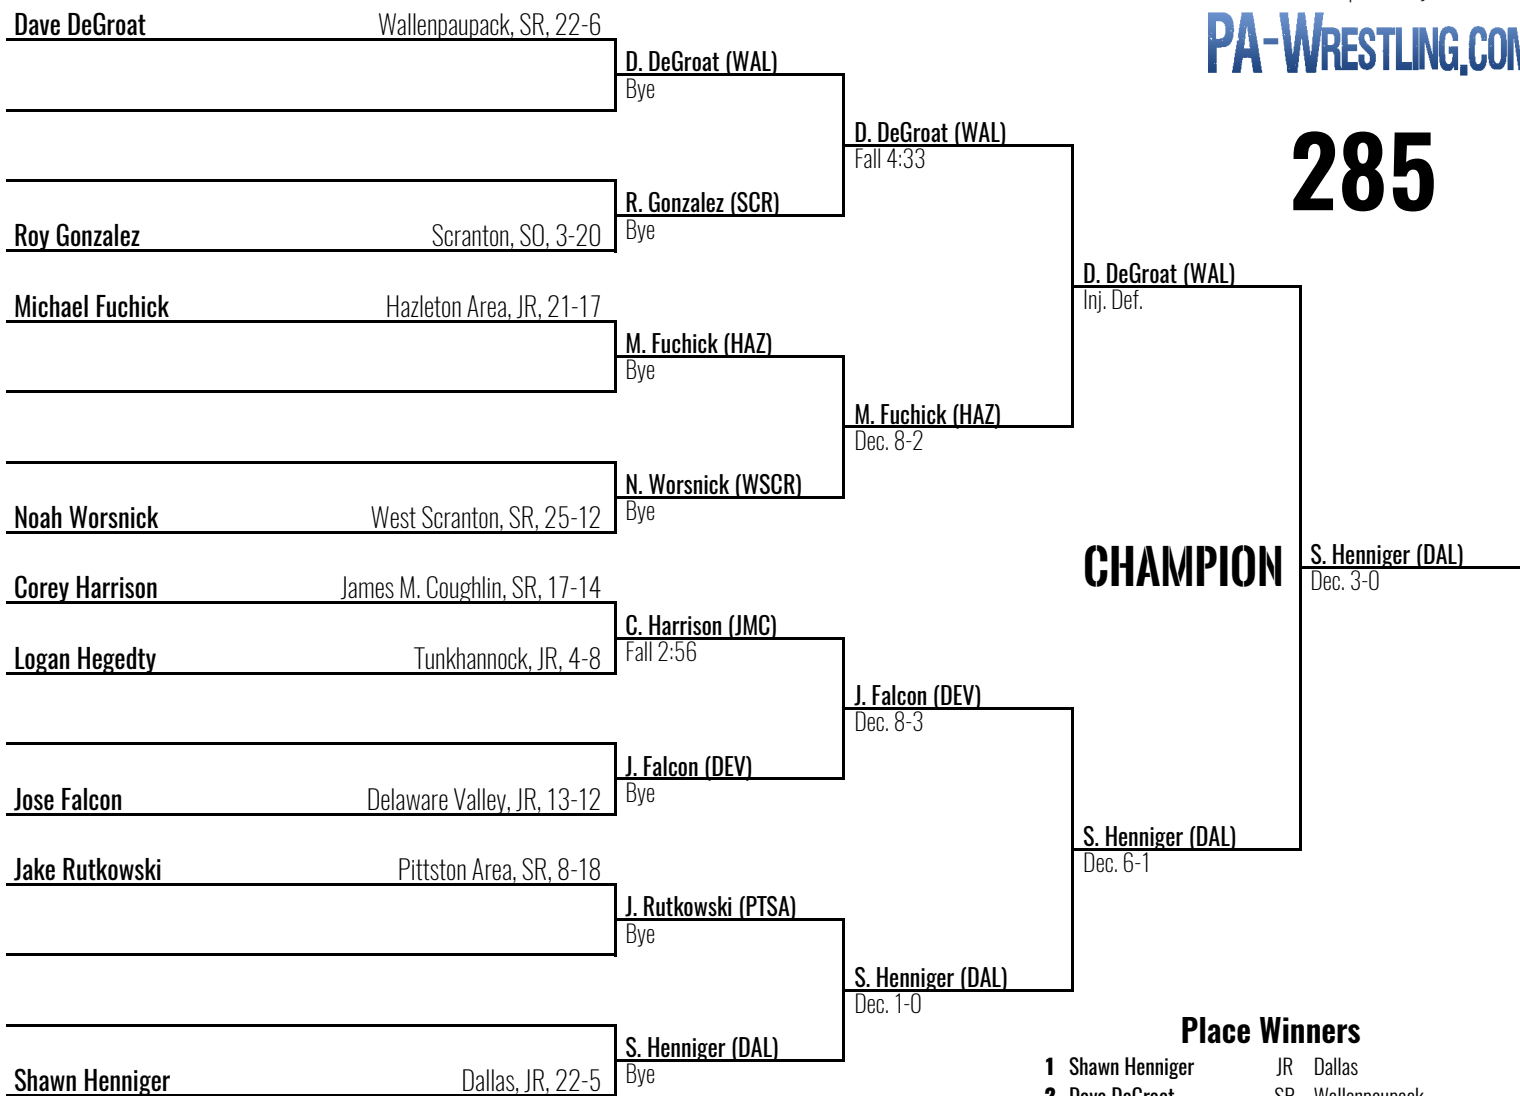 Dave DeGroat Wallenpaupack, SR, 22-6
D. DeGroat (WAL)
Bye
PA-WRESTLING.COM
D. DeGroat (WAL)
Fall 4:33
285
R. Gonzalez (SCR)
Bye
Roy Gonzalez Scranton, SO, 3-20
D. DeGroat (WAL)
Inj. Def.
Michael Fuchick Hazleton Area, JR, 21-17
M. Fuchick (HAZ)
Bye
M. Fuchick (HAZ)
Dec. 8-2
N. Worsnick (WSCR)
Bye
Noah Worsnick West Scranton, SR, 25-12
CHAMPION
S. Henniger (DAL)
Dec. 3-0
Corey Harrison James M. Coughlin, SR, 17-14
C. Harrison (JMC)
Fall 2:56
Logan Hegedty Tunkhannock, JR, 4-8
J. Falcon (DEV)
Dec. 8-3
J. Falcon (DEV)
Bye
Jose Falcon Delaware Valley, JR, 13-12
S. Henniger (DAL)
Dec. 6-1
Jake Rutkowski Pittston Area, SR, 8-18
J. Rutkowski (PTSA)
Bye
S. Henniger (DAL)
Dec. 1-0
S. Henniger (DAL)
Bye
Shawn Henniger Dallas, JR, 22-5
Place Winners
1 Shawn Henniger JR Dallas
2 Dave DeGroat SR Wallenpaupack